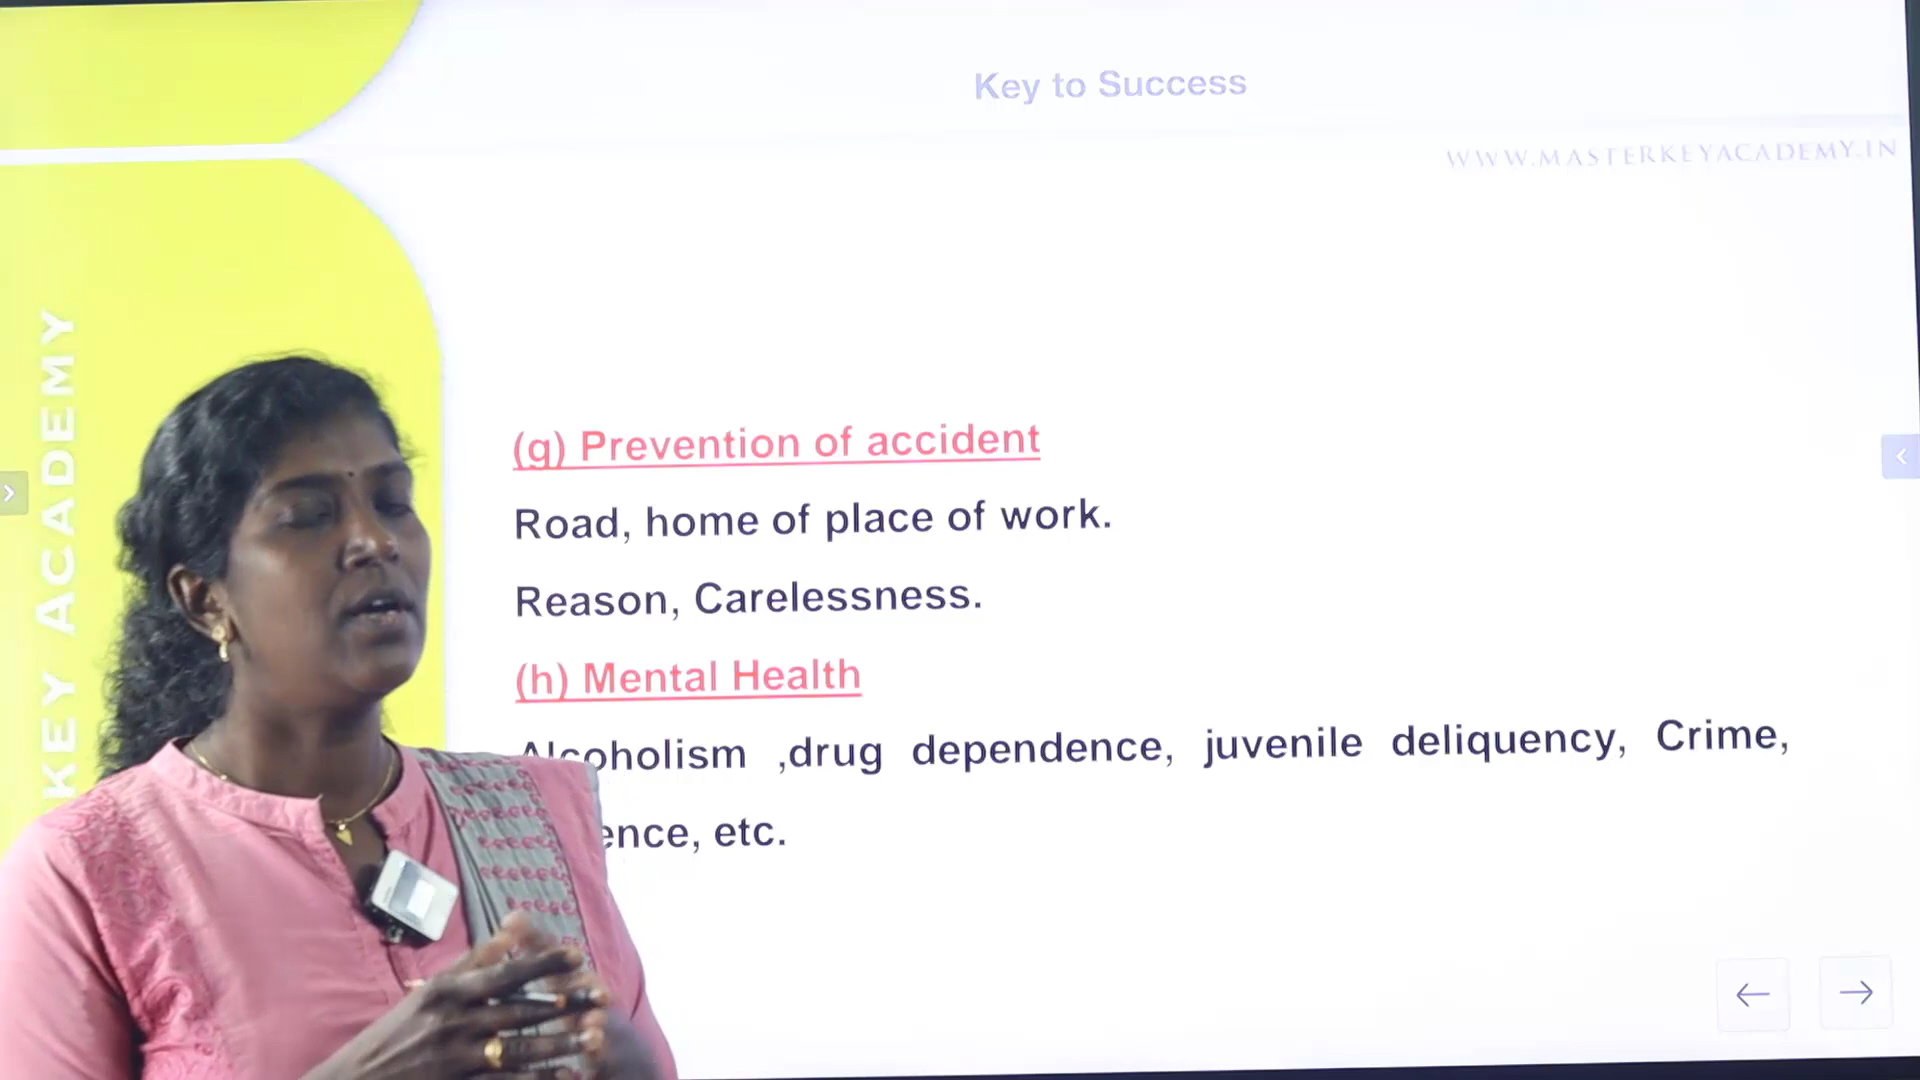 Key to Success
WWW.MASTERKEYACADEMY.IN
KEY ACADEMY
(g) Prevention of accident
Road, home of place of work.
Reason, Carelessness.
(h) Mental Health
Alcoholism ,drug dependence, juvenile deliquency, Crime,
etc.